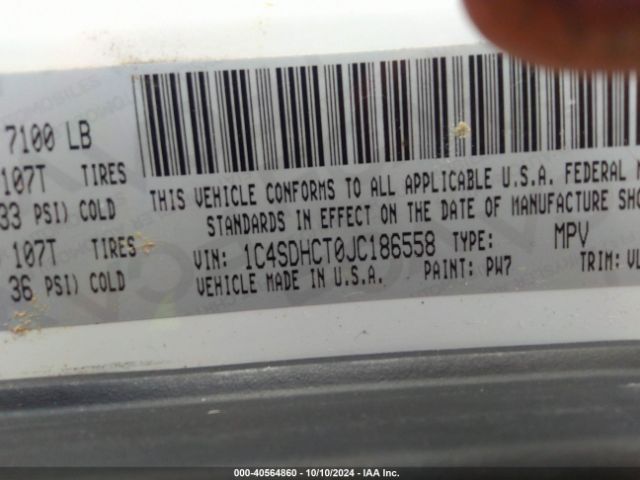 7100 LB
107T TIRES
33 PSI) COLD
107T TIRES
36 PSI) COLD
THIS VEHICLE CONFORMS TO ALL APPLICABLE U.S.A. FEDERAL
STANDARDS IN EFFECT ON THE DATE OF MANUFACTURE SHO
VIN: 1C4SDHCT0JC186558 TYPE: MPV
VEHICLE MADE IN U.S.A. PAINT: PW7 TRIM: VL
000-40564860 - 10/10/2024 - IAA Inc.